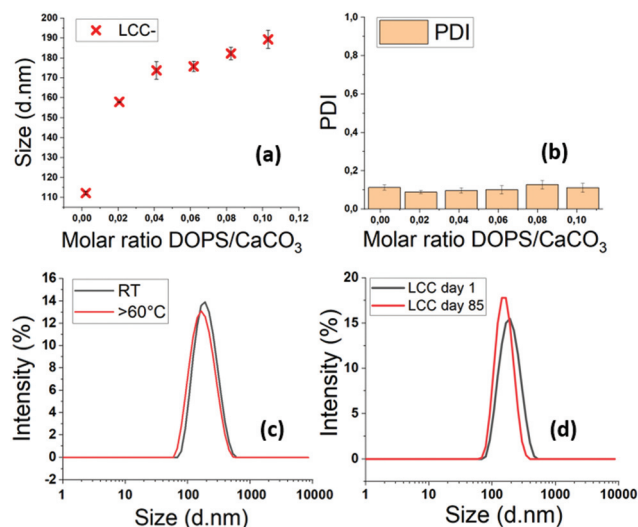 LCC-
Size (d.nm)
200
190
180
170
160
150
140
130
120
110
(a)
0,00 0,02 0,04 0,06 0,08 0,10 0,12
Molar ratio DOPS/CaCO3
PDI
PDI
1,0
0,8
0,6
0,4
0,2
0,0
(b)
0,00 0,02 0,04 0,06 0,08 0,10
Molar ratio DOPS/CaCO3
RT
>60°C
Intensity (%)
16
14
12
10
8
6
4
2
0
(c)
1 10 100 1000 10000
Size (d.nm)
LCC day 1
LCC day 85
Intensity (%)
20
15
10
5
0
(d)
1 10 100 1000 10000
Size (d.nm)